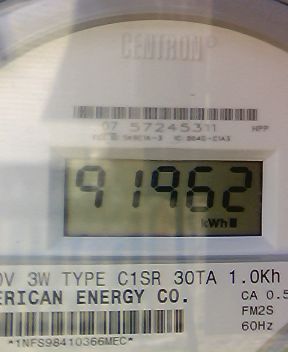 CENTRON®
07 57245311 HPP
91962
kWh
0V 3W TYPE C1SR 30TA 1.0Kh
ERICAN ENERGY CO. CA 0.5
FM2S
60Hz
*1NFS98410366MEC*